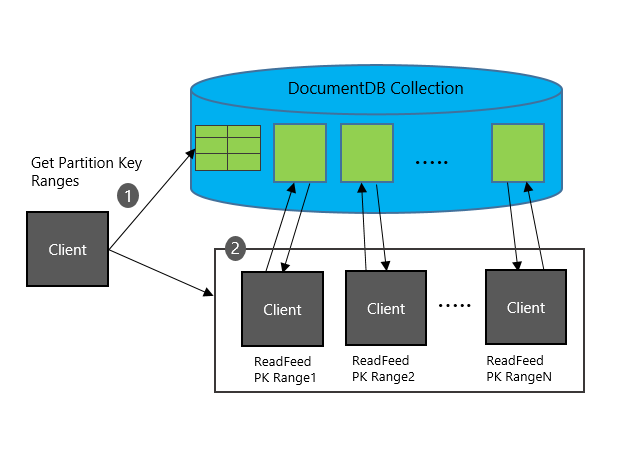 DocumentDB Collection
Get Partition Key
Ranges
1
.....
Client
2
Client
Client
.....
Client
ReadFeed
PK Range1
ReadFeed
PK Range2
ReadFeed
PK RangeN